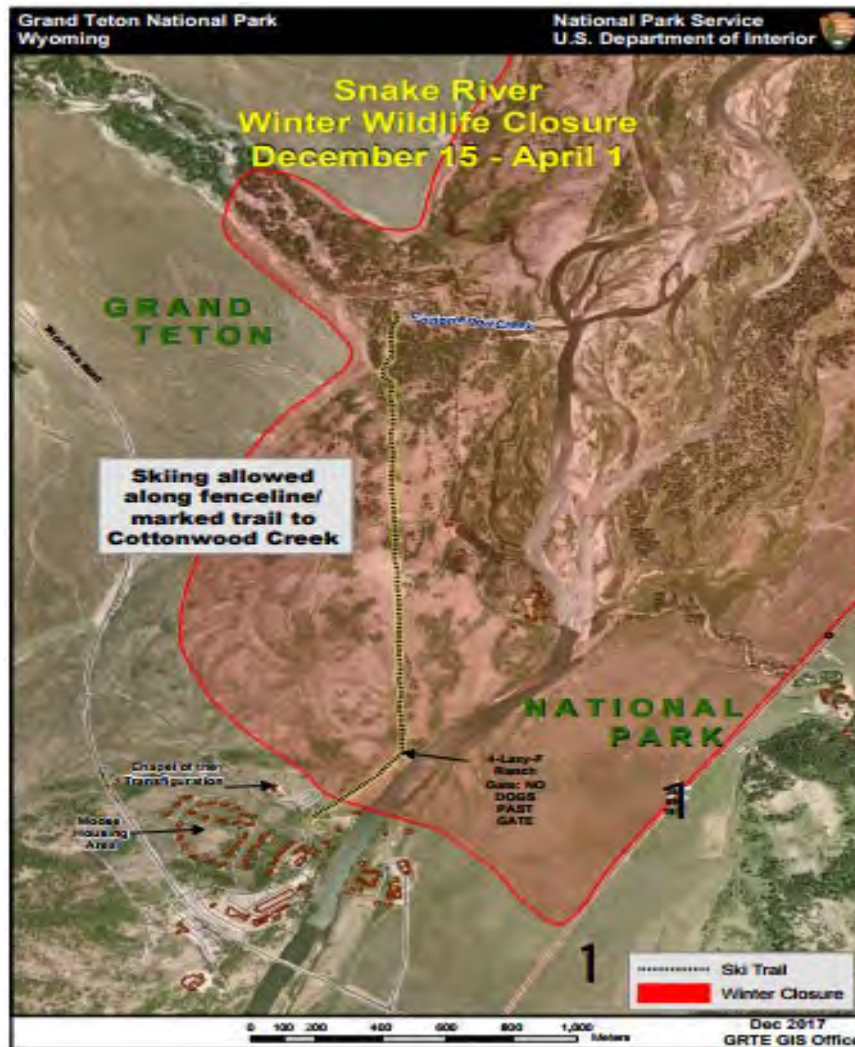 Grand Teton National Park
Wyoming
National Park Service
U.S. Department of Interior
Snake River
Winter Wildlife Closure
December 15 - April 1
GRAND
TETON
Cottonwood Creek
Skiing allowed
along fenceline/
marked trail to
Cottonwood Creek
NATIONAL
PARK
4-Lazy-F
Ranch
Gate: NO
DOGS
PAST
GATE
Chapel of the
Transfiguration
Moose
Housing
Area
1
1
Ski Trail
Winter Closure
0 100 200 400 600 800 1,000
Meters
Dec 2017
GRTE GIS Office